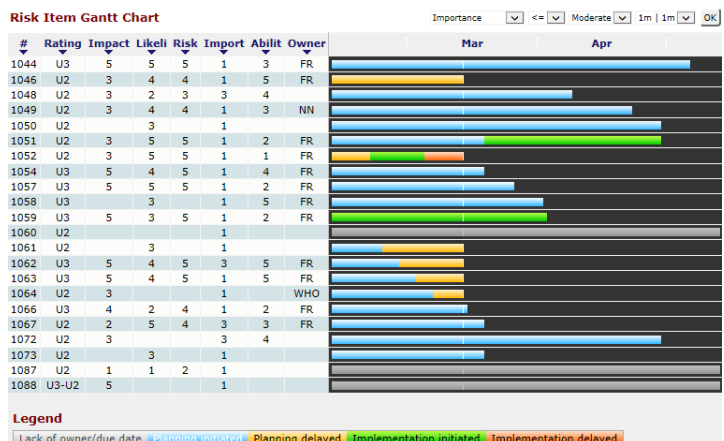 Risk Item Gantt Chart Importance <= Moderate 1m | 1m OK
# Rating Impact Likeli Risk Import Abilit Owner Mar Apr
1044 U3 5 5 5 1 3 FR
1046 U2 3 4 4 1 5 FR
1048 U2 3 2 3 3 4
1049 U2 3 4 4 1 3 NN
1050 U2 3 1
1051 U2 3 5 5 1 2 FR
1052 U2 3 5 5 1 1 FR
1054 U3 5 4 5 1 4 FR
1057 U3 5 5 5 1 2 FR
1058 U3 3 1 5 FR
1059 U3 5 3 5 1 2 FR
1060 U2 1
1061 U2 3 1
1062 U3 5 4 5 3 5 FR
1063 U3 5 4 5 1 5 FR
1064 U2 3 1 WHO
1066 U3 4 2 4 1 2 FR
1067 U2 2 5 4 3 3 FR
1072 U2 3 3 4
1073 U2 3 1
1087 U2 1 1 2 1
1088 U3-U2 5 1
Legend
Lack of owner/due date Planning initiated Planning delayed Implementation initiated Implementation delayed